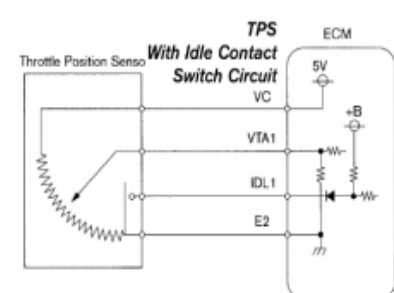 TPS
With Idle Contact
Switch Circuit
ECM
Throttle Position Senso
5V
VC
+B
VTA1
IDL1
E2